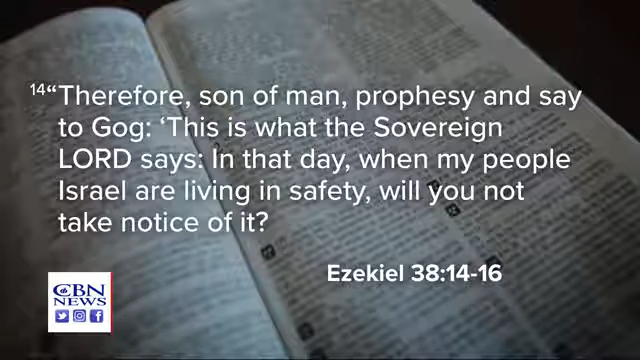 14“Therefore, son of man, prophesy and say
to Gog: ‘This is what the Sovereign
LORD says: In that day, when my people
Israel are living in safety, will you not
take notice of it?
Ezekiel 38:14-16
CBN
NEWS